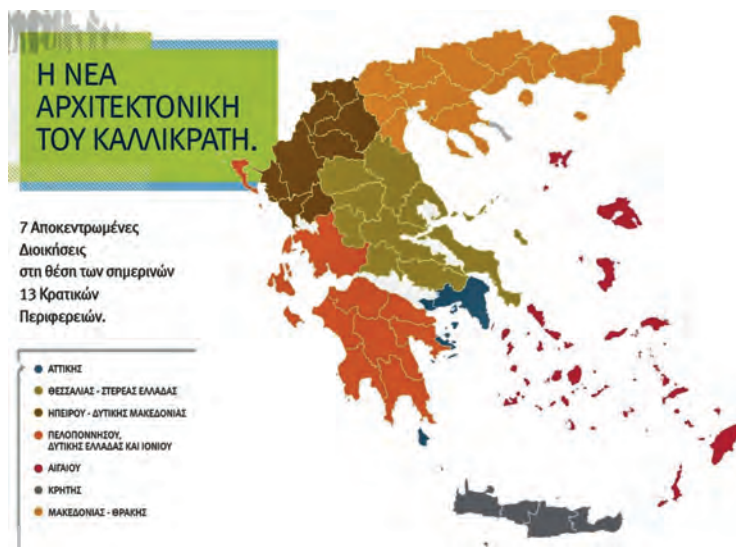 Η ΝΕΑ
ΑΡΧΙΤΕΚΤΟΝΙΚΗ
ΤΟΥ ΚΑΛΛΙΚΡΑΤΗ.
7 Αποκεντρωμένες
Διοικήσεις
στη θέση των σημερινών
13 Κρατικών
Περιφερειών.
ΑΤΤΙΚΗΣ
ΘΕΣΣΑΛΙΑΣ - ΣΤΕΡΕΑΣ ΕΛΛΑΔΑΣ
ΗΠΕΙΡΟΥ - ΔΥΤΙΚΗΣ ΜΑΚΕΔΟΝΙΑΣ
ΠΕΛΟΠΟΝΝΗΣΟΥ,
ΔΥΤΙΚΗΣ ΕΛΛΑΔΑΣ ΚΑΙ ΙΟΝΙΟΥ
ΑΙΓΑΙΟΥ
ΚΡΗΤΗΣ
ΜΑΚΕΔΟΝΙΑΣ - ΘΡΑΚΗΣ